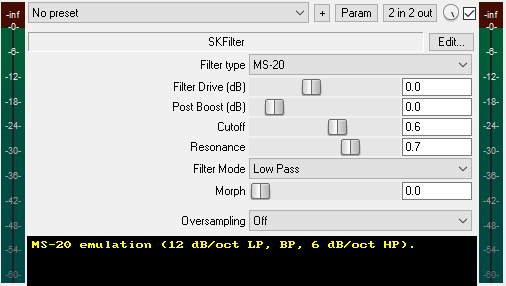 -inf No preset + Param 2 in 2 out -inf
-6- SKFilter Edit... -6-
-12- Filter type MS-20 -12-
-18- Filter Drive (dB) 0.0 -18-
Post Boost (dB) 0.0
-24- Cutoff 0.6 -24-
-30- Resonance 0.7 -30-
-36- Filter Mode Low Pass -36-
-42- Morph 0.0 -42-
-48- Oversampling Off -48-
-54- MS-20 emulation (12 dB/oct LP, BP, 6 dB/oct HP). -54-
-60- -60-